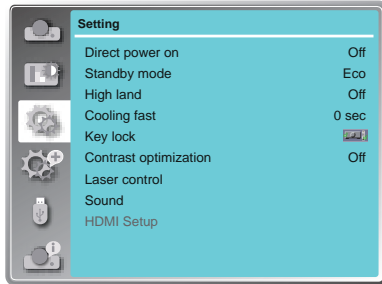 Setting
Direct power on Off
Standby mode Eco
High land Off
Cooling fast 0 sec
Key lock
Contrast optimization Off
Laser control
Sound
HDMI Setup